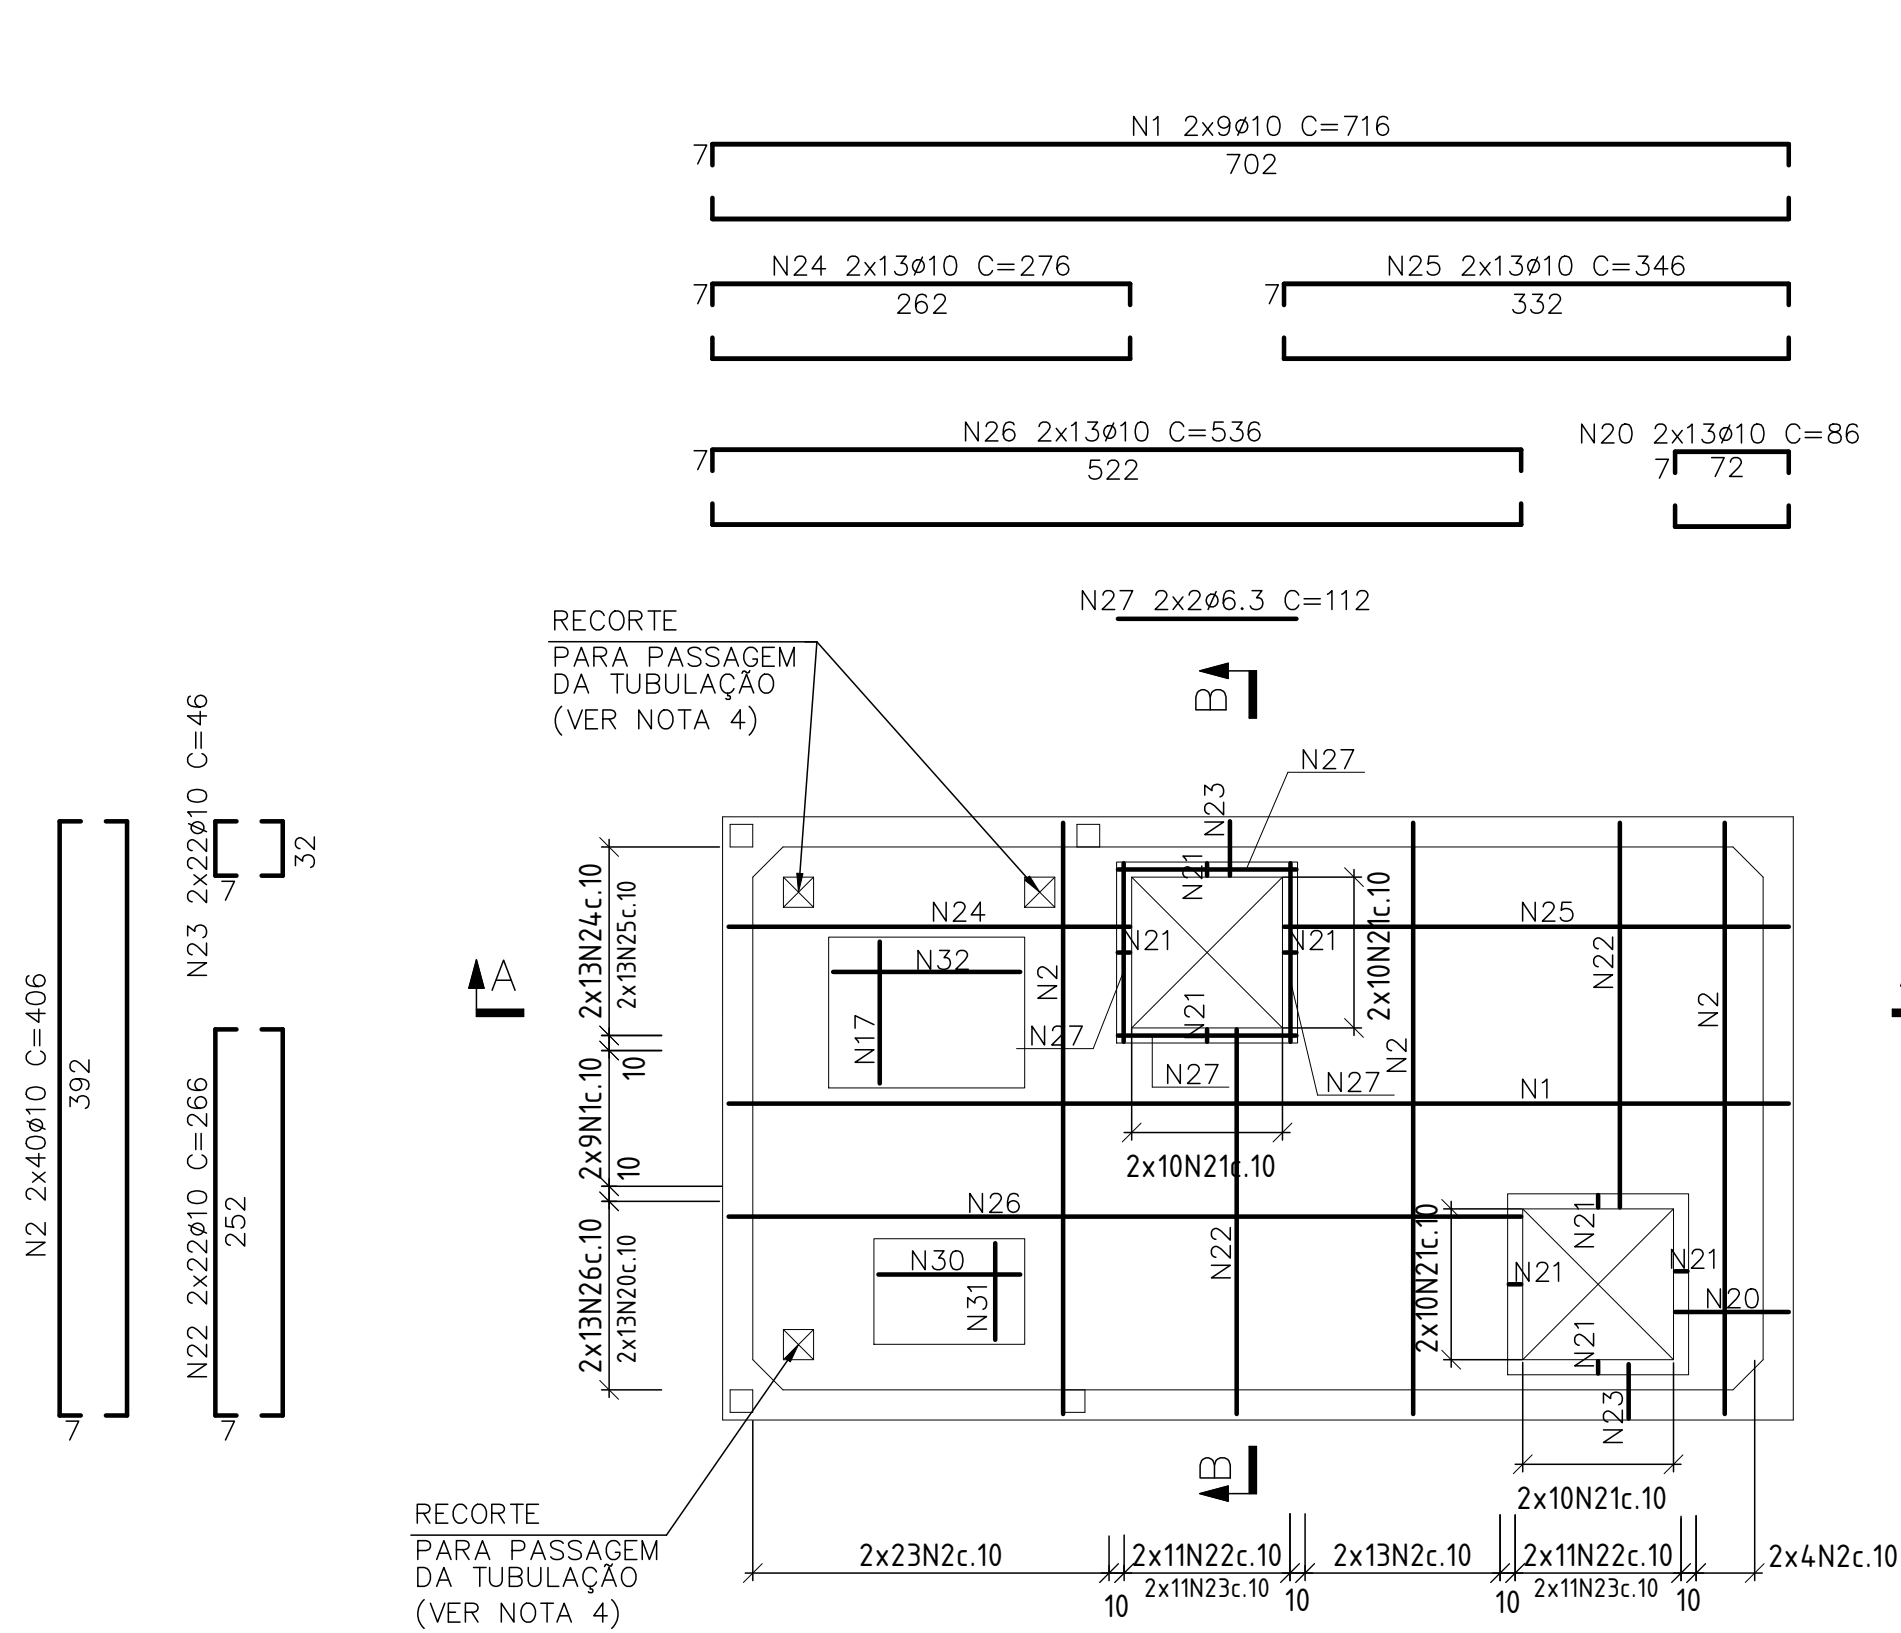 N1 2x9ø10 C=716
7
702
N24 2x13ø10 C=276
7
262
N25 2x13ø10 C=346
7
332
N26 2x13ø10 C=536
7
522
N20 2x13ø10 C=86
7
72
N27 2x2ø6.3 C=112
RECORTE
PARA PASSAGEM
DA TUBULAÇÃO
(VER NOTA 4)
B
N27
N23
N2 2x40ø10 C=406
392
7
N23 2x22ø10 C=46
32
7
N22 2x22ø10 C=266
252
7
A
2x13N24c.10
2x13N25c.10
10
2x9N1c.10
10
2x13N26c.10
2x13N20c.10
N24
N21
N21
N21
N21
2x10N21c.10
N25
N32
N17
N2
N27
N27
N27
N2
N22
N2
N1
2x10N21c.10
N26
N22
N30
N31
2x10N21c.10
N21
N21
N21
N21
N20
N23
2x10N21c.10
B
RECORTE
PARA PASSAGEM
DA TUBULAÇÃO
(VER NOTA 4)
2x23N2c.10
10
2x11N22c.10
2x11N23c.10
10
2x13N2c.10
10
2x11N22c.10
2x11N23c.10
10
2x4N2c.10